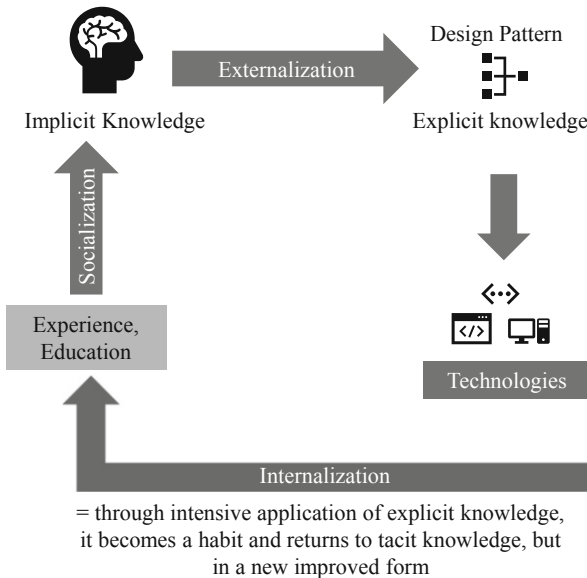 Design Pattern
Externalization
Implicit Knowledge
Explicit knowledge
Socialization
</>
Experience,
Education
Technologies
Internalization
= through intensive application of explicit knowledge,
it becomes a habit and returns to tacit knowledge, but
in a new improved form